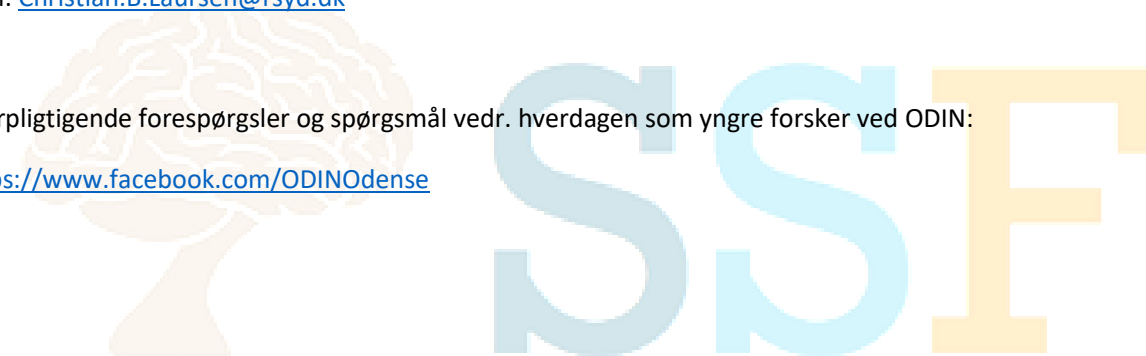 Christian.B.Laursen@rsyd.dk
rpligtigende forespørgsler og spørgsmål vedr. hverdagen som yngre forsker ved ODIN:
os://www.facebook.com/ODINOdense
SSF